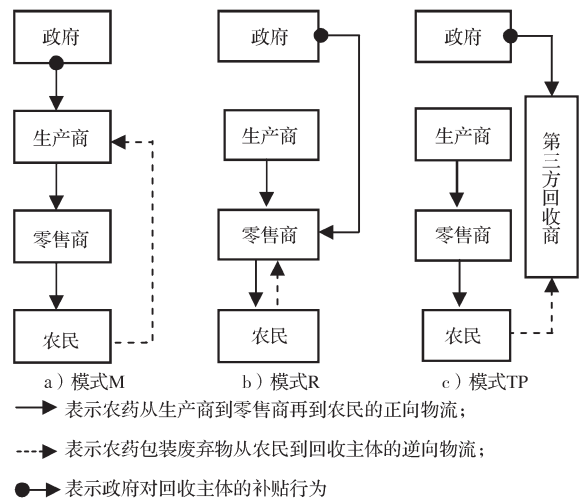 政府
生产商
零售商
农民
a）模式M
政府
生产商
零售商
农民
b）模式R
政府
生产商
零售商
农民
第三方回收商
c）模式TP
表示农药从生产商到零售商再到农民的正向物流；
表示农药包装废弃物从农民到回收主体的逆向物流；
表示政府对回收主体的补贴行为